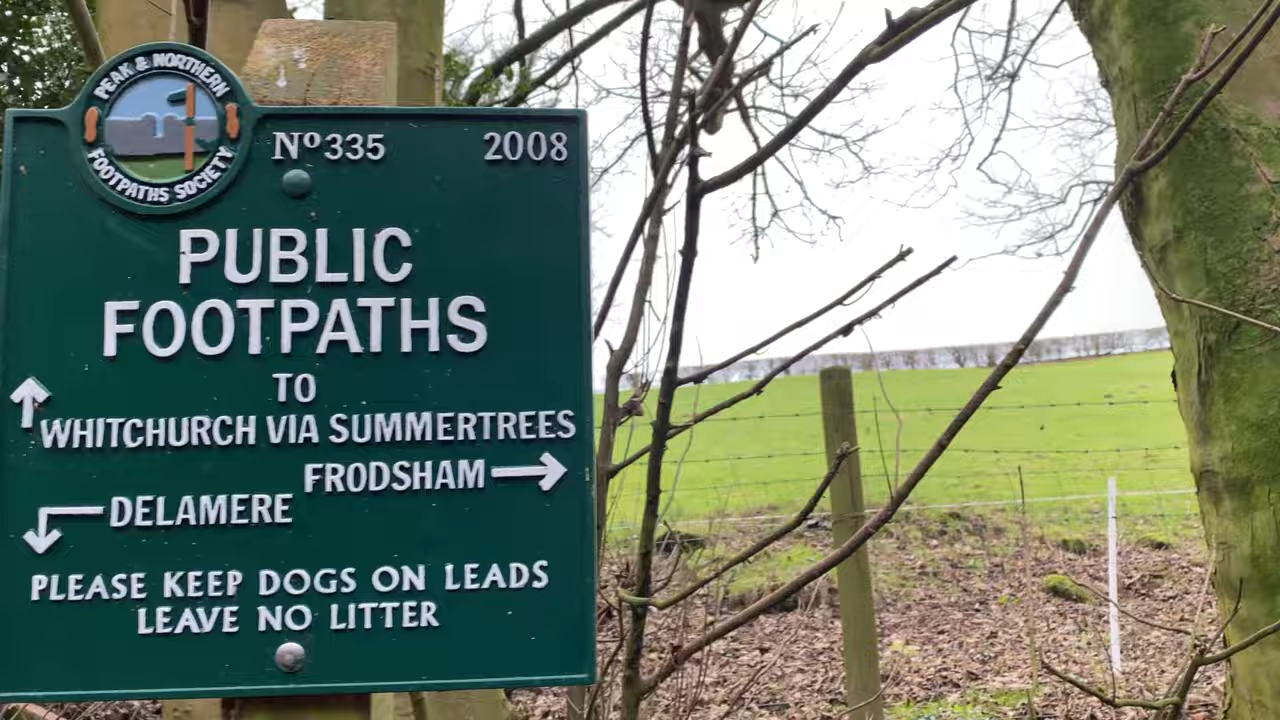 PEAK & NORTHERN
FOOTPATHS SOCIETY
Nº335
2008
PUBLIC
FOOTPATHS
TO
WHITCHURCH VIA SUMMERTREES
FRODSHAM
DELAMERE
PLEASE KEEP DOGS ON LEADS
LEAVE NO LITTER